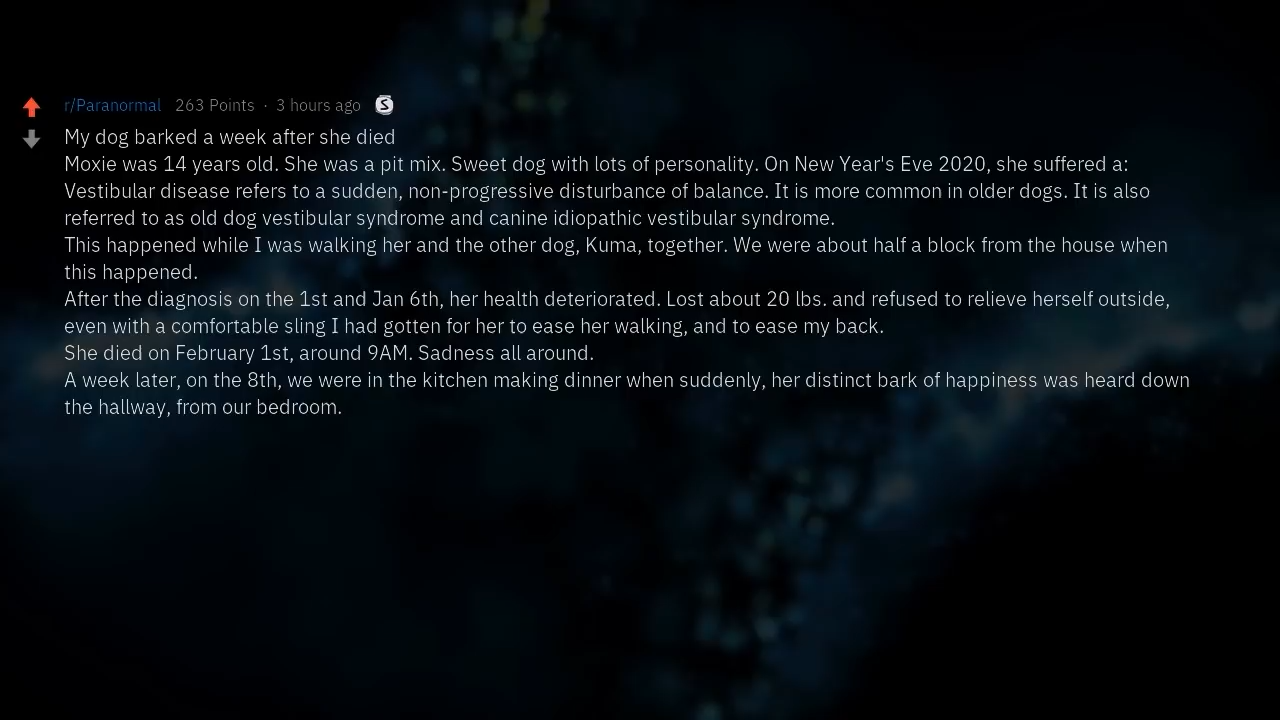 r/Paranormal 263 Points · 3 hours ago S
My dog barked a week after she died
Moxie was 14 years old. She was a pit mix. Sweet dog with lots of personality. On New Year's Eve 2020, she suffered a:
Vestibular disease refers to a sudden, non-progressive disturbance of balance. It is more common in older dogs. It is also
referred to as old dog vestibular syndrome and canine idiopathic vestibular syndrome.
This happened while I was walking her and the other dog, Kuma, together. We were about half a block from the house when
this happened.
After the diagnosis on the 1st and Jan 6th, her health deteriorated. Lost about 20 lbs. and refused to relieve herself outside,
even with a comfortable sling I had gotten for her to ease her walking, and to ease my back.
She died on February 1st, around 9AM. Sadness all around.
A week later, on the 8th, we were in the kitchen making dinner when suddenly, her distinct bark of happiness was heard down
the hallway, from our bedroom.